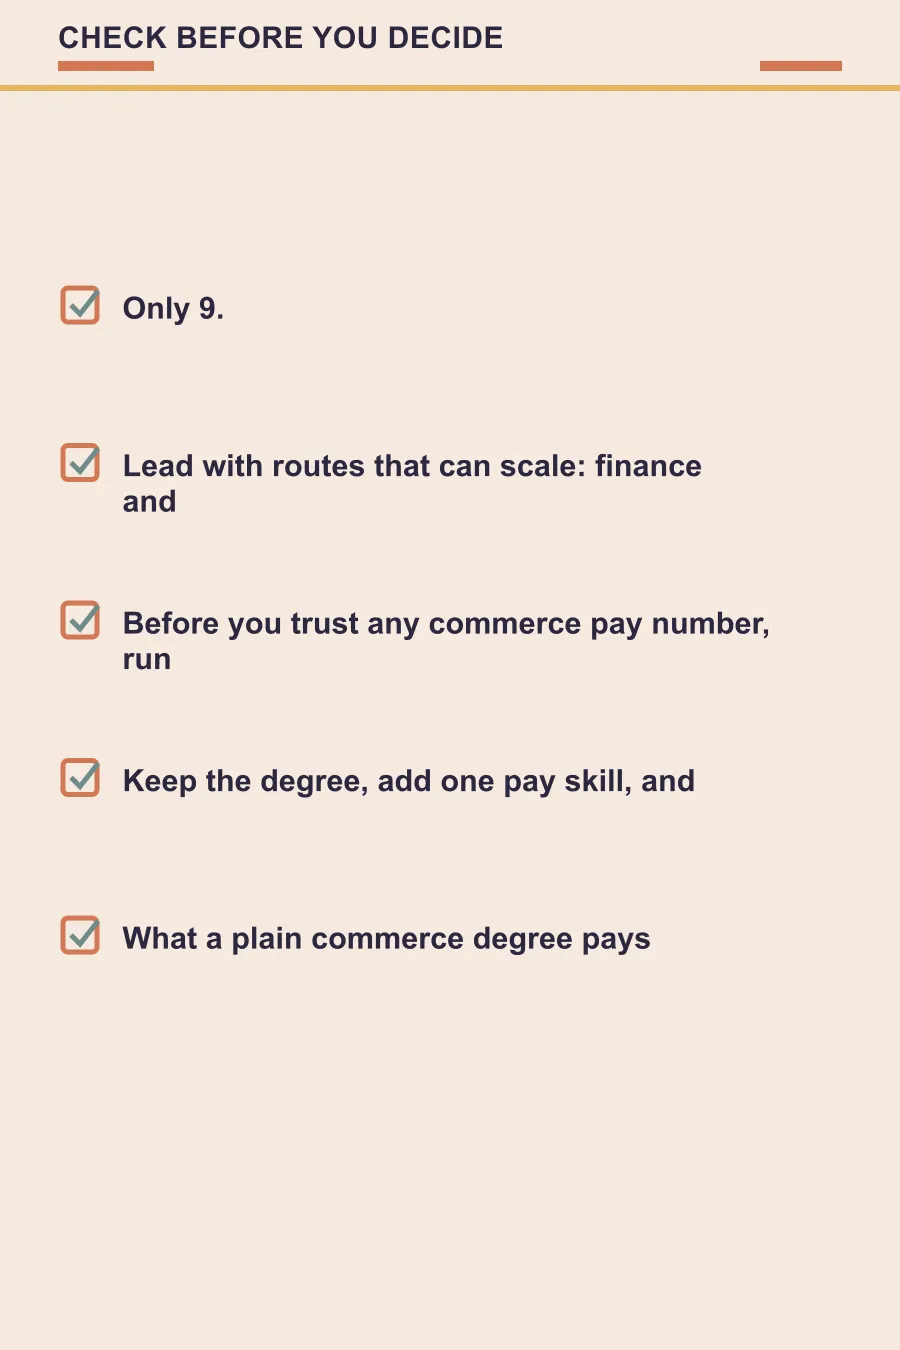 CHECK BEFORE YOU DECIDE
Only 9.
Lead with routes that can scale: finance
and
Before you trust any commerce pay number,
run
Keep the degree, add one pay skill, and
What a plain commerce degree pays